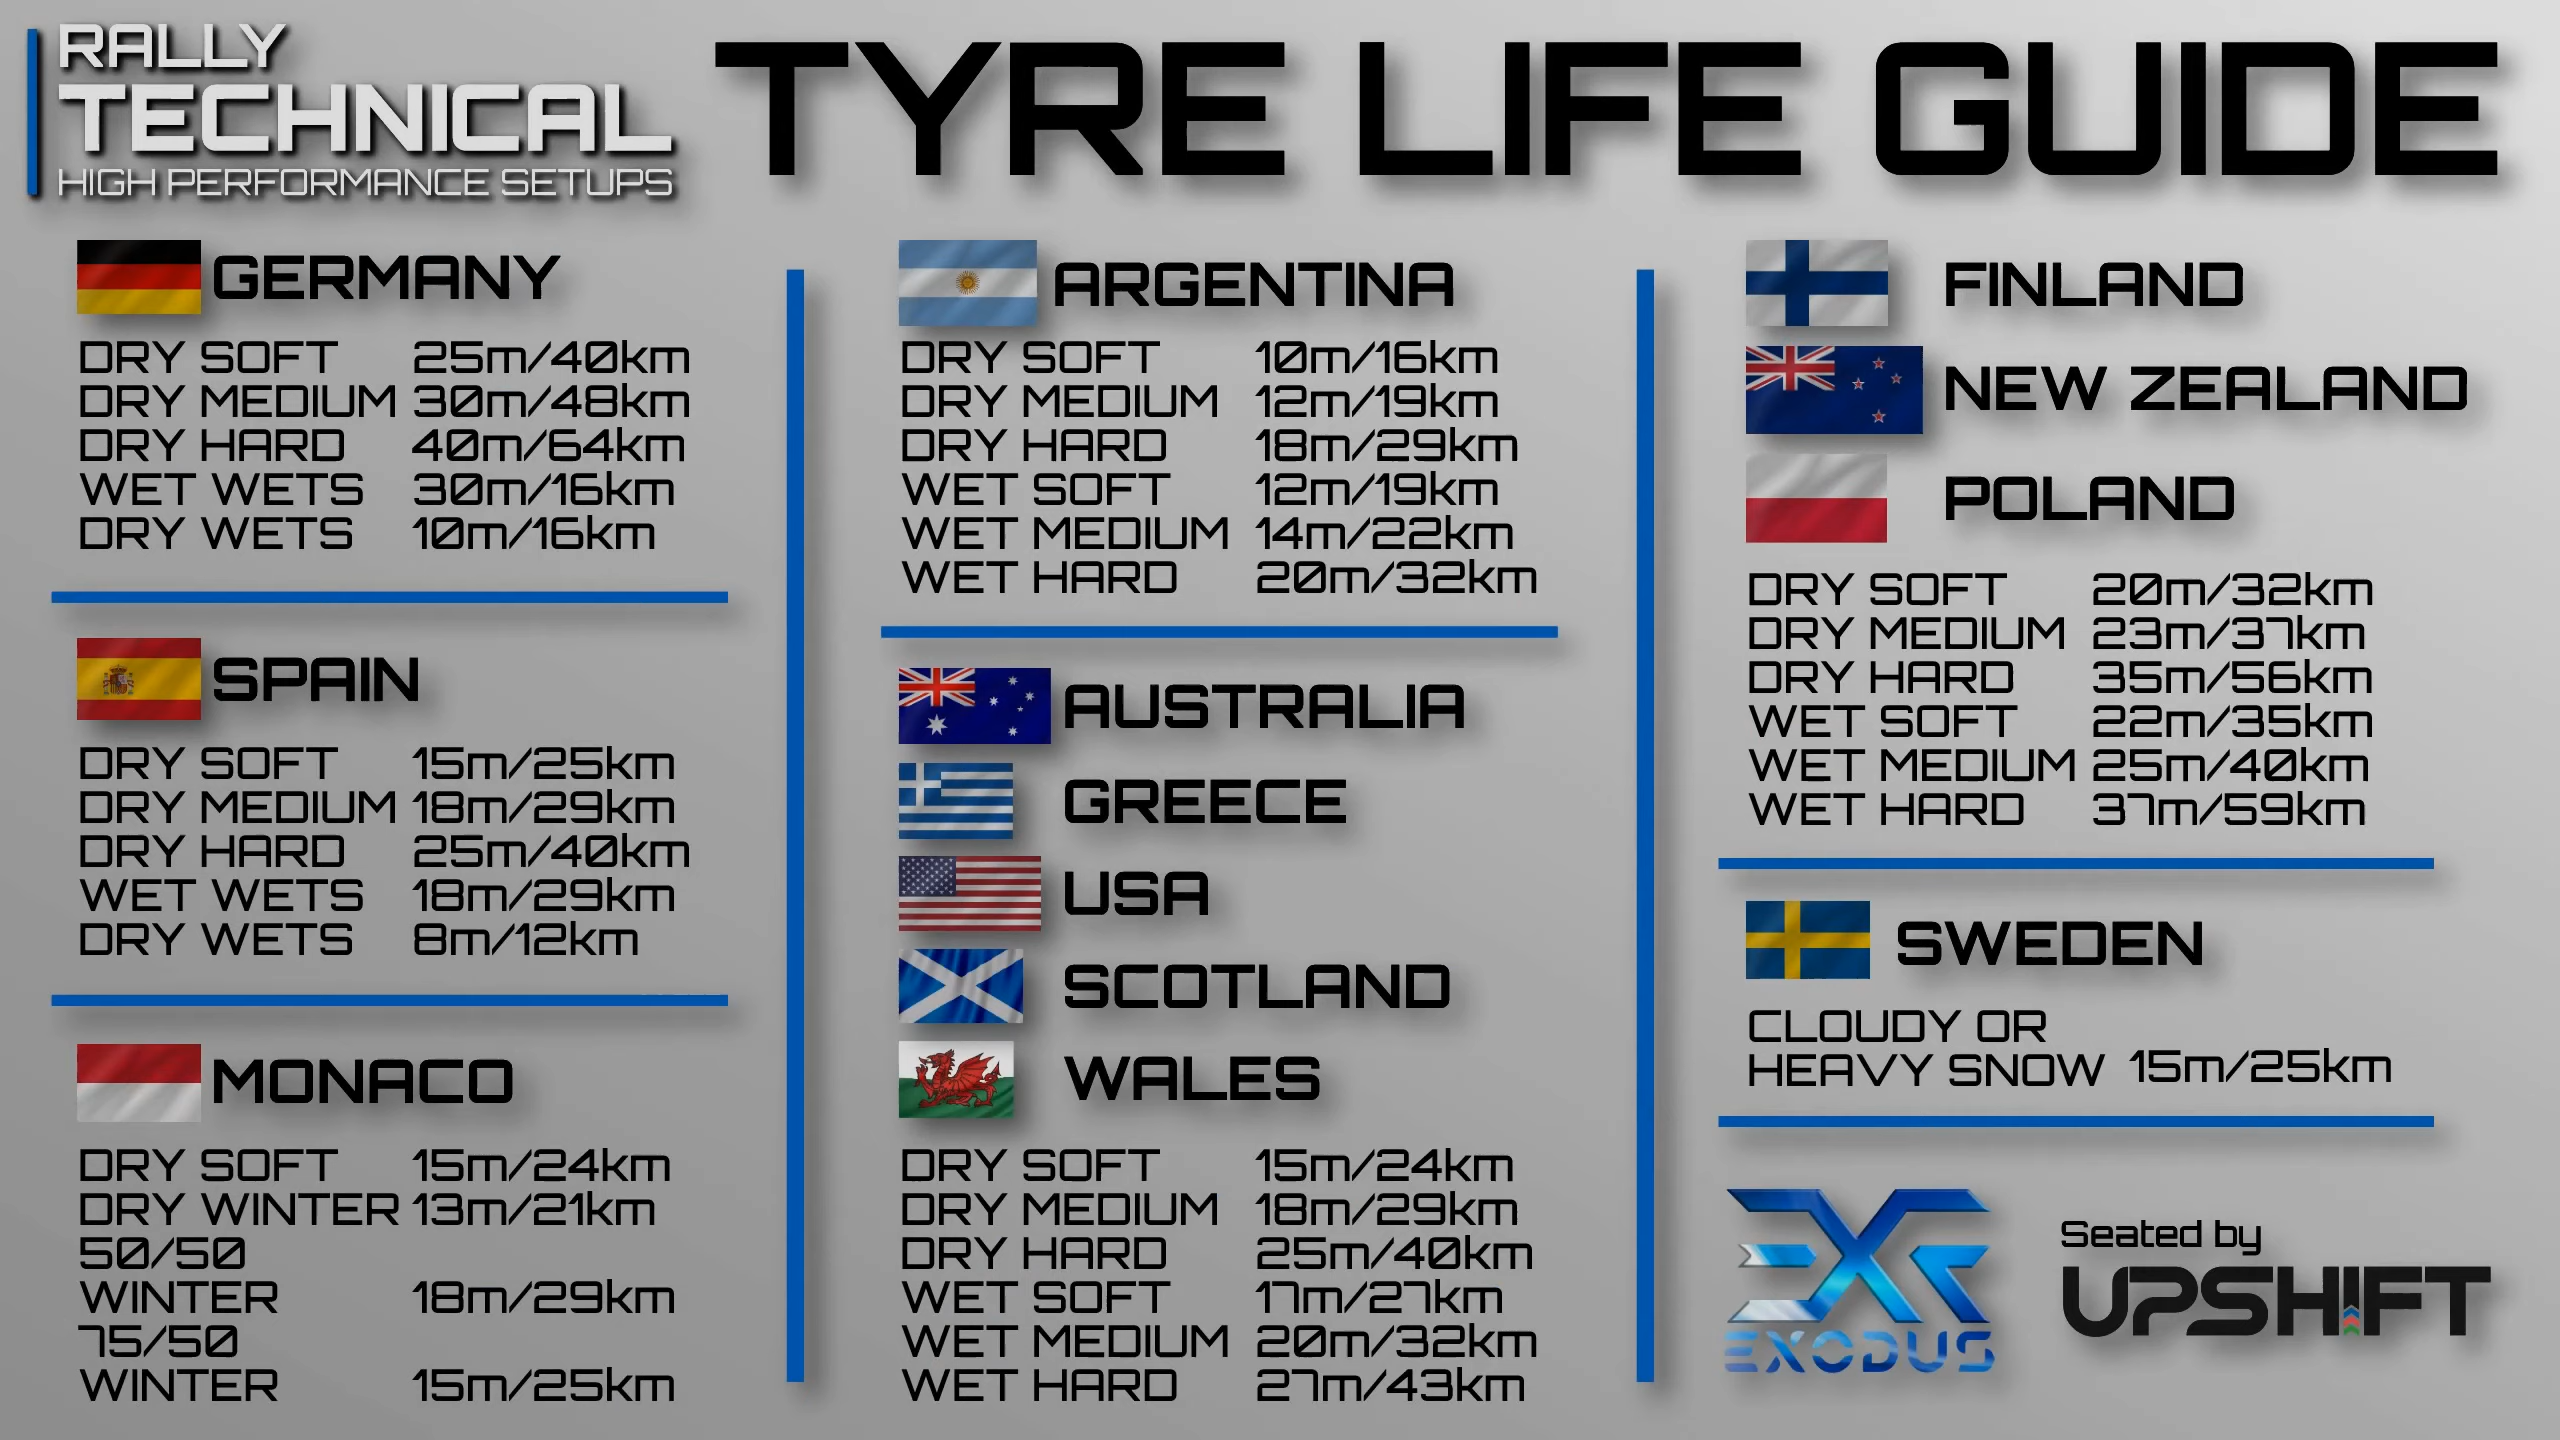 RALLY
TECHNICAL
HIGH PERFORMANCE SETUPS
TYRE LIFE GUIDE
GERMANY
DRY SOFT 25m/40km
DRY MEDIUM 30m/48km
DRY HARD 40m/64km
WET WETS 30m/16km
DRY WETS 10m/16km
SPAIN
DRY SOFT 15m/25km
DRY MEDIUM 18m/29km
DRY HARD 25m/40km
WET WETS 18m/29km
DRY WETS 8m/12km
MONACO
DRY SOFT 15m/24km
DRY WINTER 13m/21km
50/50
WINTER 18m/29km
75/50
WINTER 15m/25km
ARGENTINA
DRY SOFT 10m/16km
DRY MEDIUM 12m/19km
DRY HARD 18m/29km
WET SOFT 12m/19km
WET MEDIUM 14m/22km
WET HARD 20m/32km
AUSTRALIA
GREECE
USA
SCOTLAND
WALES
DRY SOFT 15m/24km
DRY MEDIUM 18m/29km
DRY HARD 25m/40km
WET SOFT 17m/27km
WET MEDIUM 20m/32km
WET HARD 27m/43km
FINLAND
NEW ZEALAND
POLAND
DRY SOFT 20m/32km
DRY MEDIUM 23m/37km
DRY HARD 35m/56km
WET SOFT 22m/35km
WET MEDIUM 25m/40km
WET HARD 37m/59km
SWEDEN
CLOUDY OR
HEAVY SNOW 15m/25km
EXR
EXODUS
Seated by
UPSHIFT